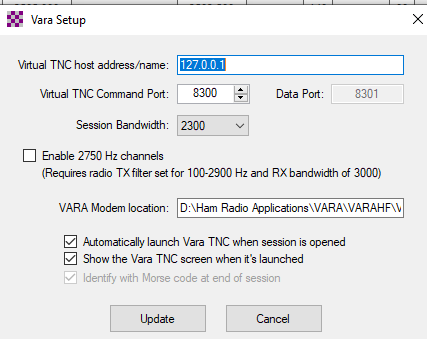 Vara Setup
Virtual TNC host address/name: 127.0.0.1
Virtual TNC Command Port: 8300 Data Port: 8301
Session Bandwidth: 2300
Enable 2750 Hz channels
(Requires radio TX filter set for 100-2900 Hz and RX bandwidth of 3000)
VARA Modem location: D:\Ham Radio Applications\VARA\VARAHF\V
Automatically launch Vara TNC when session is opened
Show the Vara TNC screen when it's launched
Identify with Morse code at end of session
Update Cancel